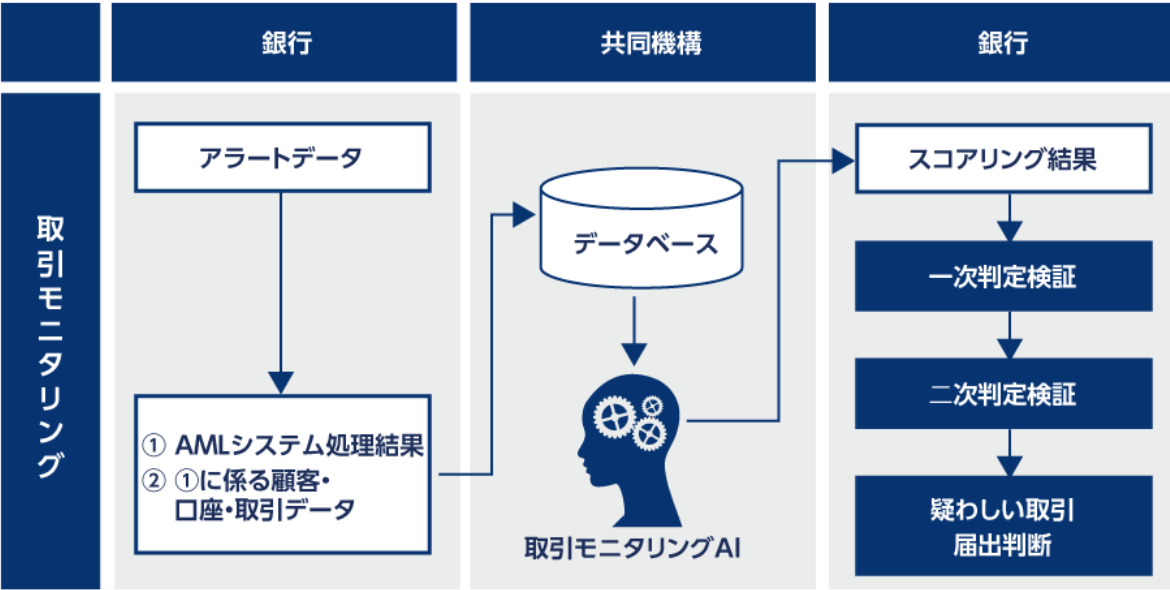 銀行
共同機構
銀行
取引モニタリング
アラートデータ
① AMLシステム処理結果
② ①に係る顧客・
口座・取引データ
データベース
取引モニタリングAI
スコアリング結果
一次判定検証
二次判定検証
疑わしい取引
届出判断